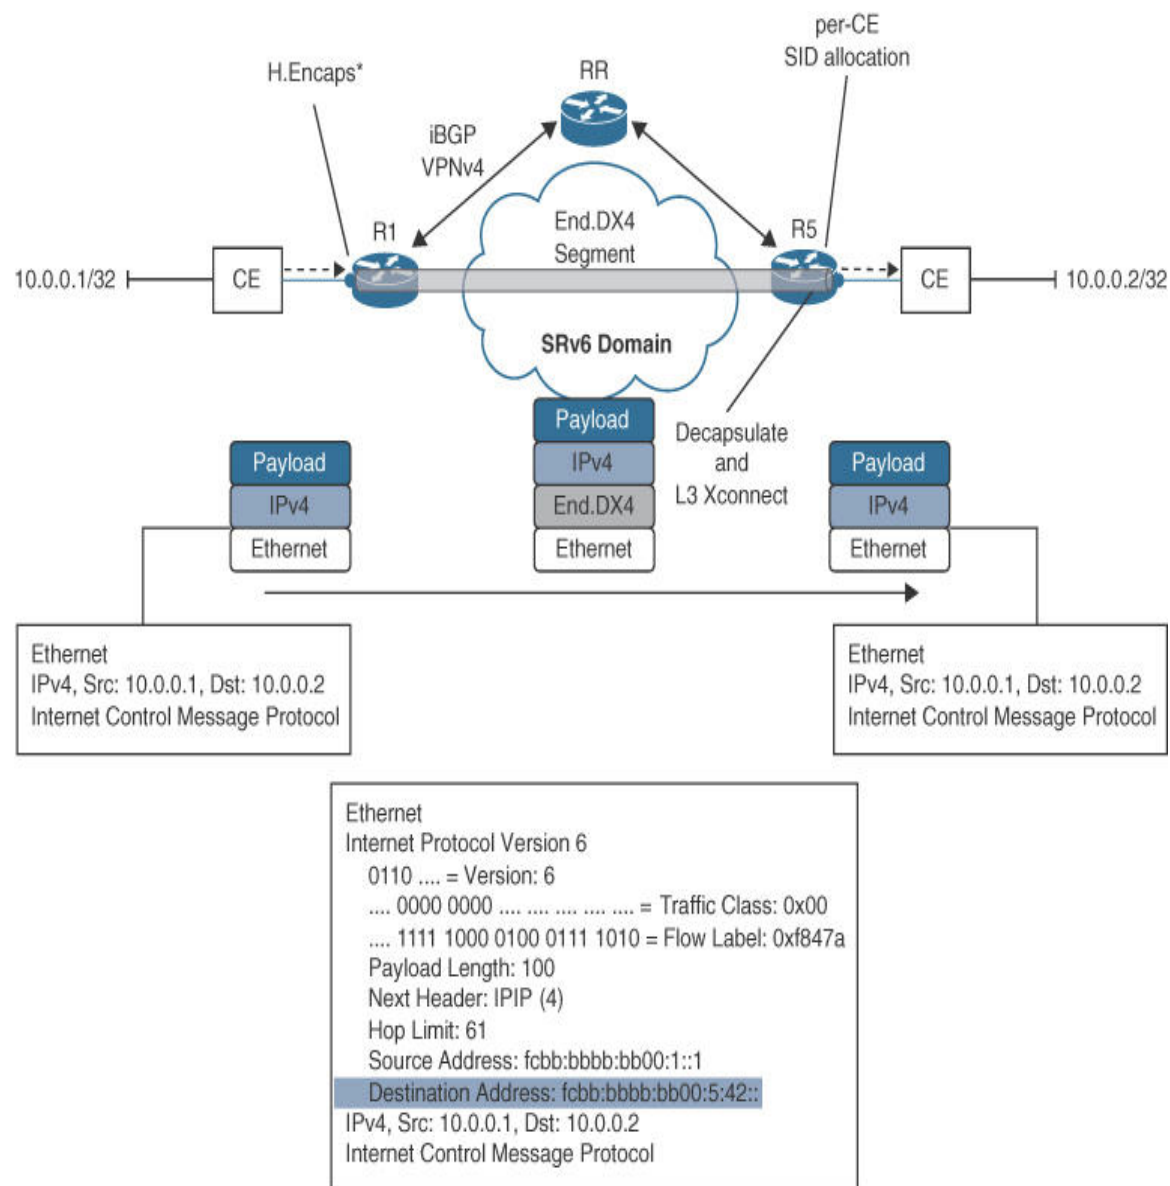 per-CE
SID allocation
H.Encaps*
RR
iBGP
VPNv4
End.DX4
Segment
R1
R5
10.0.0.1/32
CE
CE
10.0.0.2/32
SRv6 Domain
Payload
IPv4
End.DX4
Ethernet
Decapsulate
and
L3 Xconnect
Payload
IPv4
Ethernet
Payload
IPv4
Ethernet
Ethernet
IPv4, Src: 10.0.0.1, Dst: 10.0.0.2
Internet Control Message Protocol
Ethernet
IPv4, Src: 10.0.0.1, Dst: 10.0.0.2
Internet Control Message Protocol
Ethernet
Internet Protocol Version 6
0110 .... = Version: 6
.... 0000 0000 .... .... .... .... .... = Traffic Class: 0x00
.... 1111 1000 0100 0111 1010 = Flow Label: 0xf847a
Payload Length: 100
Next Header: IPIP (4)
Hop Limit: 61
Source Address: fcbb:bbbb:bb00:1::1
Destination Address: fcbb:bbbb:bb00:5:42::
IPv4, Src: 10.0.0.1, Dst: 10.0.0.2
Internet Control Message Protocol